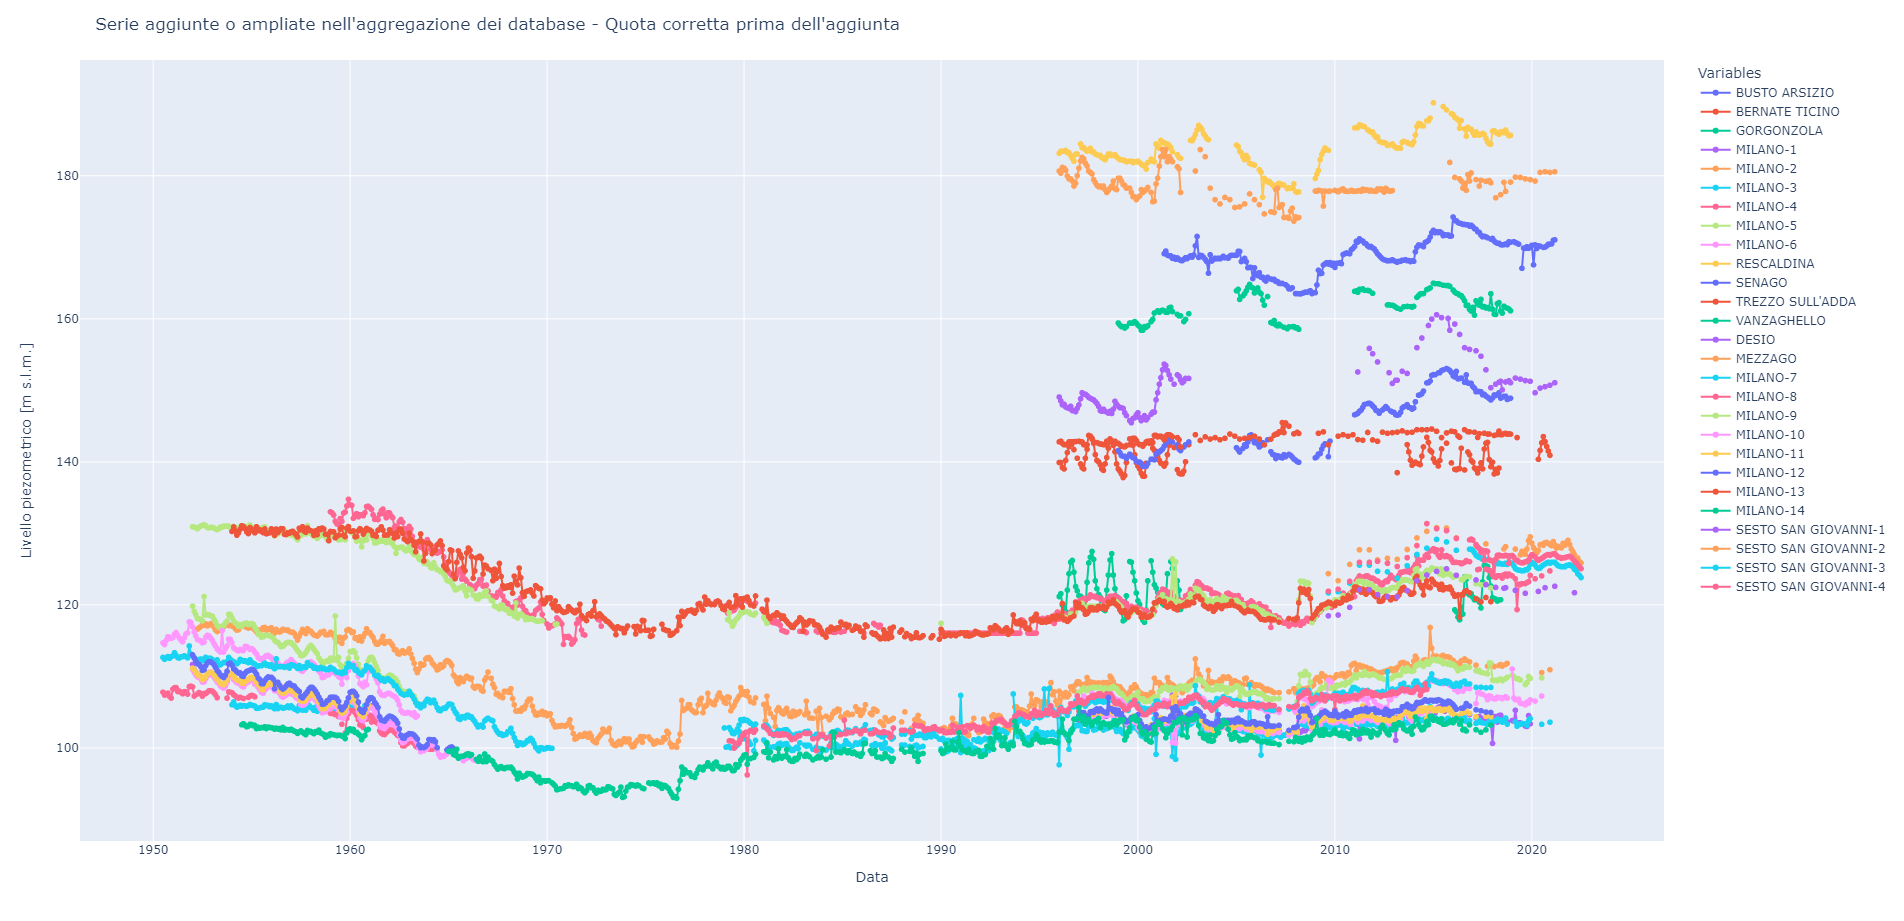 Serie aggiunte o ampliate nell'aggregazione dei database - Quota corretta prima dell'aggiunta
Variables
BUSTO ARSIZIO
BERNATE TICINO
GORGONZOLA
MILANO-1
MILANO-2
MILANO-3
MILANO-4
MILANO-5
MILANO-6
RESCALDINA
SENAGO
TREZZO SULL'ADDA
VANZAGHELLO
DESIO
MEZZAGO
MILANO-7
MILANO-8
MILANO-9
MILANO-10
MILANO-11
MILANO-12
MILANO-13
MILANO-14
SESTO SAN GIOVANNI-1
SESTO SAN GIOVANNI-2
SESTO SAN GIOVANNI-3
SESTO SAN GIOVANNI-4
Livello piezometrico [m s.l.m.]
180
160
140
120
100
1950
1960
1970
1980
1990
2000
2010
2020
Data